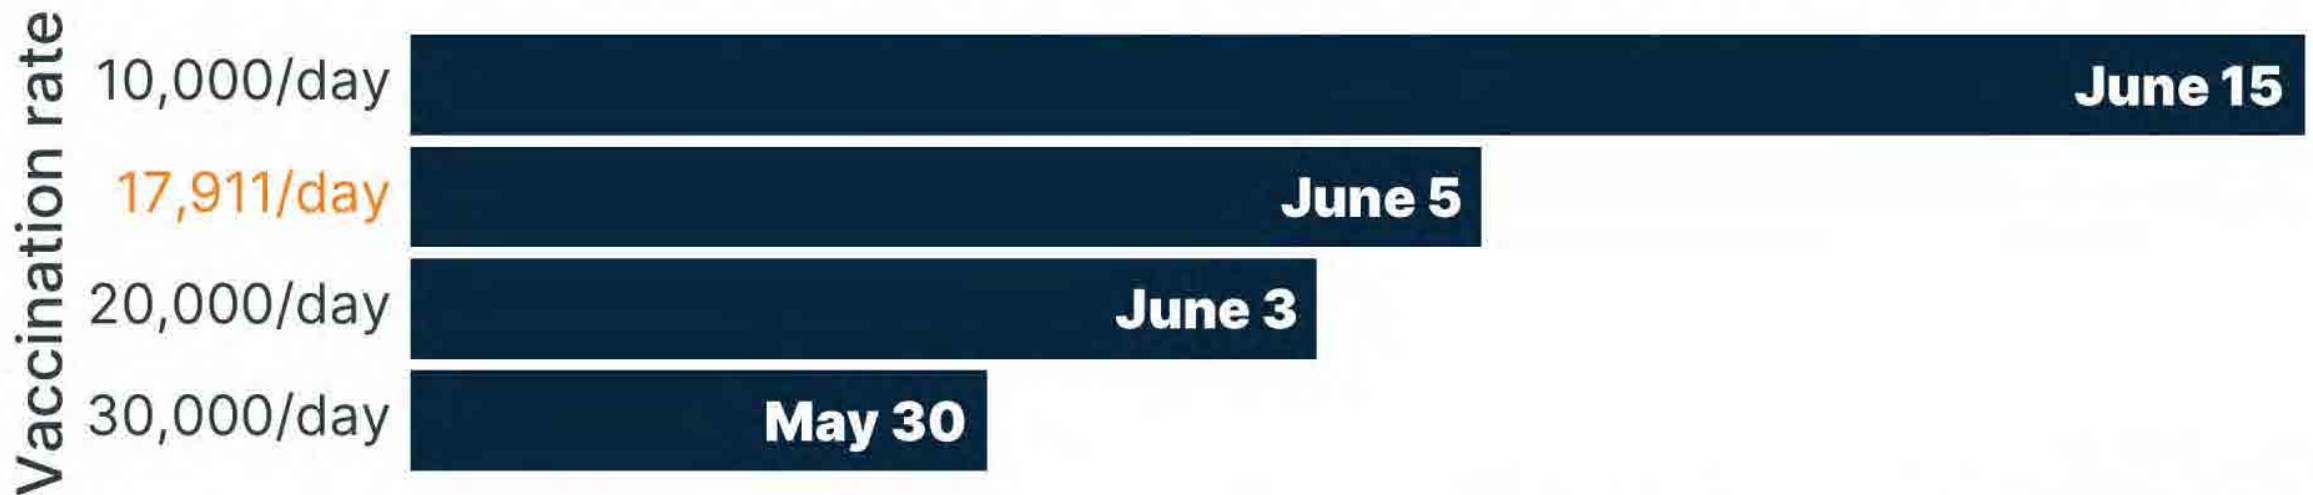 Vaccination rate
10,000/day
June 15
17,911/day
June 5
20,000/day
June 3
30,000/day
May 30